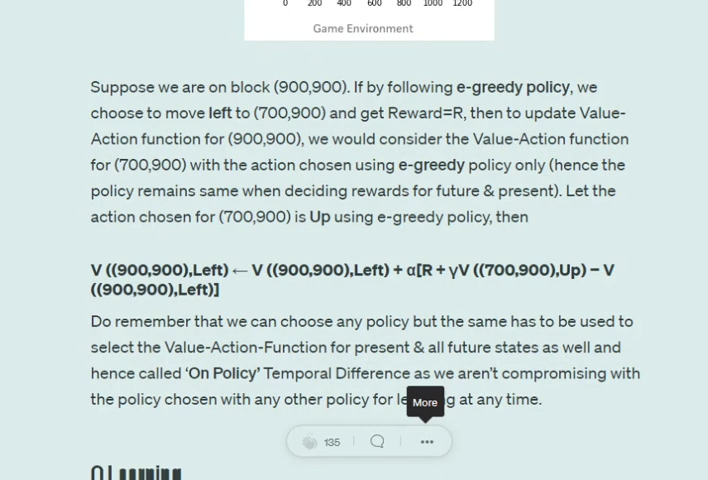 0 200 400 600 800 1000 1200
Game Environment
Suppose we are on block (900,900). If by following e-greedy policy, we
choose to move left to (700,900) and get Reward=R, then to update Value-
Action function for (900,900), we would consider the Value-Action function
for (700,900) with the action chosen using e-greedy policy only (hence the
policy remains same when deciding rewards for future & present). Let the
action chosen for (700,900) is Up using e-greedy policy, then
V ((900,900),Left) ← V ((900,900),Left) + α[R + γV ((700,900),Up) − V
((900,900),Left)]
Do remember that we can choose any policy but the same has to be used to
select the Value-Action-Function for present & all future states as well and
hence called ‘On Policy’ Temporal Difference as we aren't compromising with
the policy chosen with any other policy for g at any time.
More
135